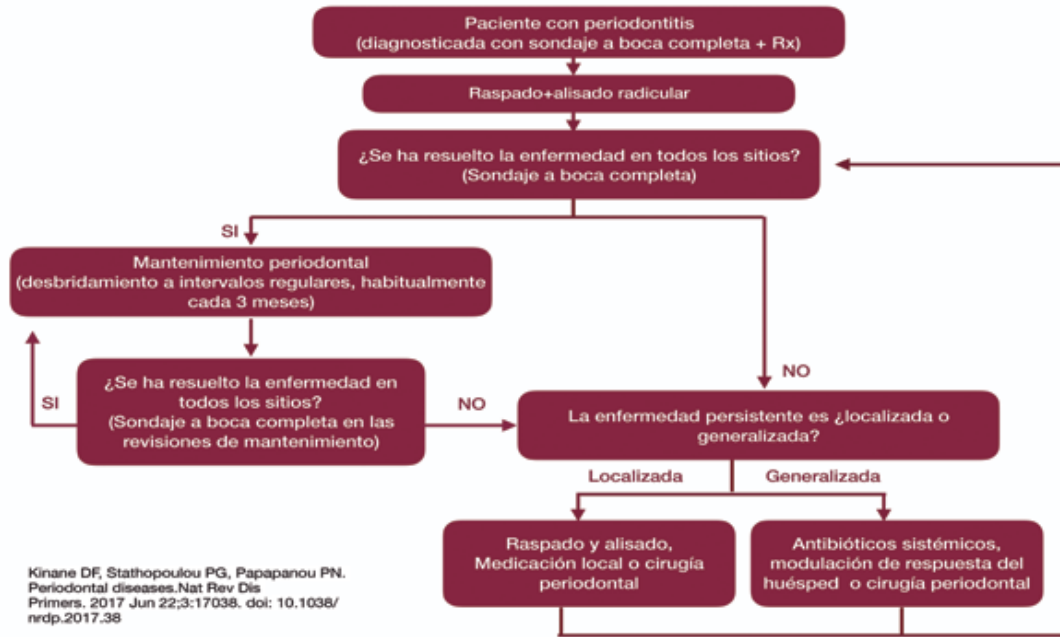 Paciente con periodontitis
(diagnosticada con sondaje a boca completa + Rx)
Raspado+alisado radicular
¿Se ha resuelto la enfermedad en todos los sitios?
(Sondaje a boca completa)
SI
Mantenimiento periodontal
(desbridamiento a intervalos regulares, habitualmente
cada 3 meses)
¿Se ha resuelto la enfermedad en
todos los sitios?
(Sondaje a boca completa en las
revisiones de mantenimiento)
SI
NO
NO
La enfermedad persistente es ¿localizada o
generalizada?
Localizada
Generalizada
Raspado y alisado,
Medicación local o cirugía
periodontal
Antibióticos sistémicos,
modulación de respuesta del
huésped o cirugía periodontal
Kinane DF, Stathopoulou PG, Papapanou PN.
Periodontal diseases.Nat Rev Dis
Primers. 2017 Jun 22;3:17038. doi: 10.1038/
nrdp.2017.38